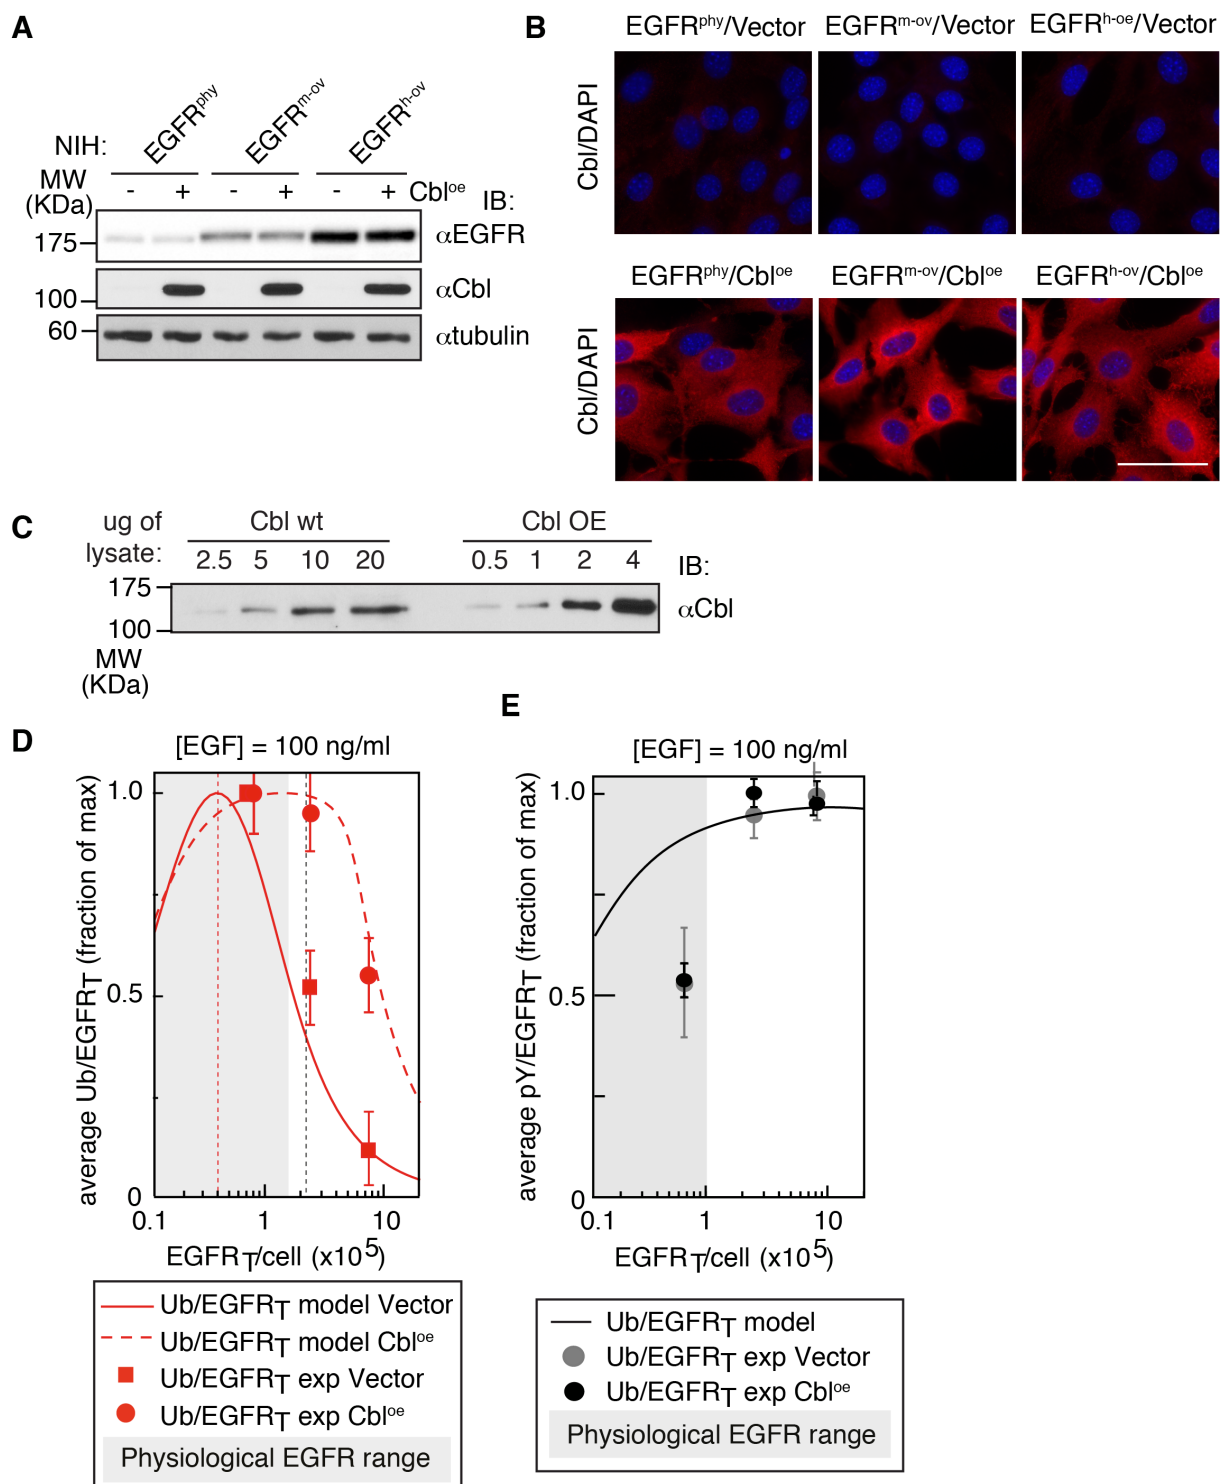 A
NIH:
EGFRphy
EGFRm-ov
EGFRh-ov
MW
(KDa)
- + - + - + Cbloe IB:
175
αEGFR
100
αCbl
60
αtubulin
B
EGFRphy/Vector EGFRm-ov/Vector EGFRh-oe/Vector
Cbl/DAPI
EGFRphy/Cbloe EGFRm-ov/Cbloe EGFRh-ov/Cbloe
Cbl/DAPI
C
ug of
lysate:
Cbl wt
Cbl OE
2.5 5 10 20 0.5 1 2 4
IB:
175
αCbl
100
MW
(KDa)
D
[EGF] = 100 ng/ml
average Ub/EGFRT (fraction of max)
1.0
0.5
0
0.1 1 10
EGFRT/cell (x105)
Ub/EGFRT model Vector
Ub/EGFRT model Cbloe
Ub/EGFRT exp Vector
Ub/EGFRT exp Cbloe
Physiological EGFR range
E
[EGF] = 100 ng/ml
average pY/EGFRT (fraction of max)
1.0
0.5
0
0.1 1 10
EGFRT/cell (x105)
Ub/EGFRT model
Ub/EGFRT exp Vector
Ub/EGFRT exp Cbloe
Physiological EGFR range